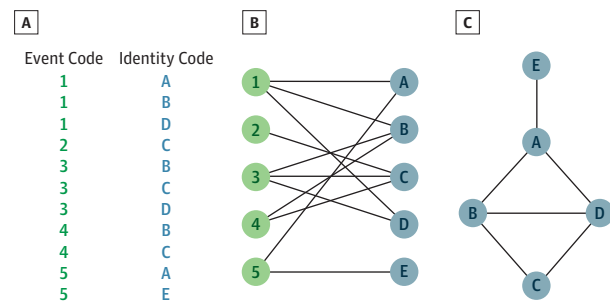 A
Event Code Identity Code
1 A
1 B
1 D
2 C
3 B
3 C
3 D
4 B
4 C
5 A
5 E
B
1 A
2 B
3 C
4 D
5 E
C
E
A
B D
C